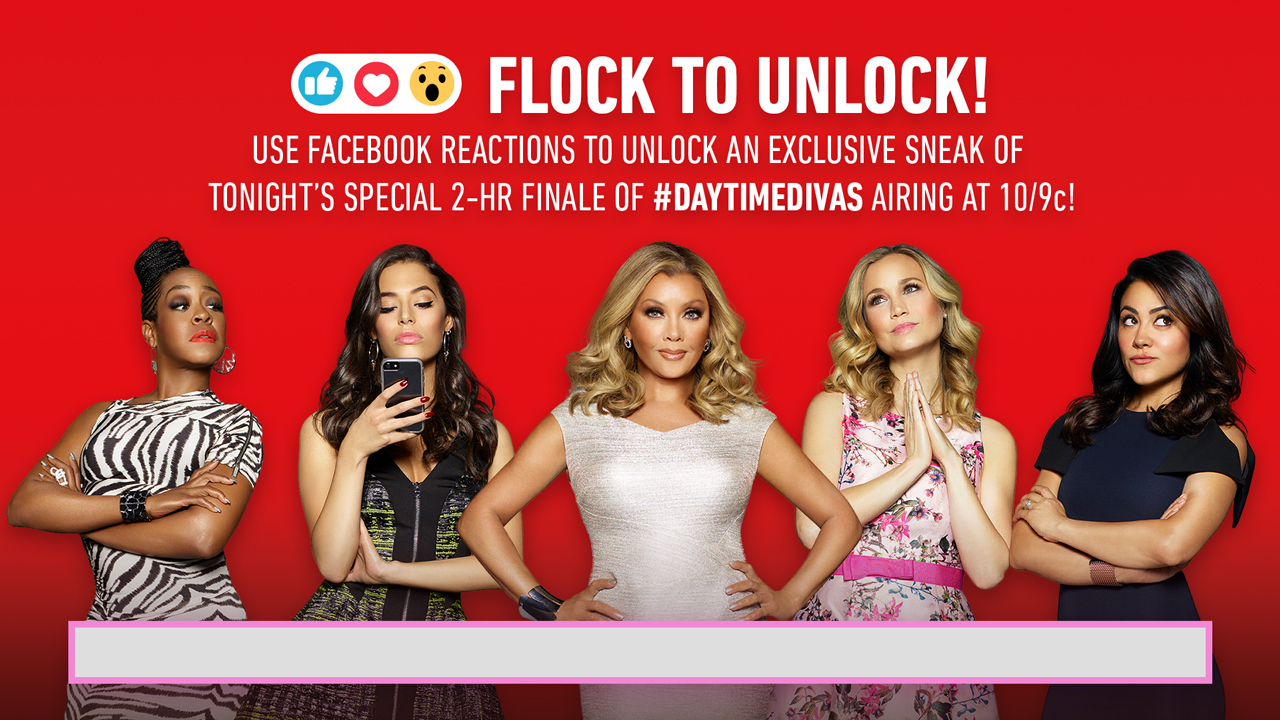 FLOCK TO UNLOCK!
USE FACEBOOK REACTIONS TO UNLOCK AN EXCLUSIVE SNEAK OF
TONIGHT'S SPECIAL 2-HR FINALE OF #DAYTIMEDIVAS AIRING AT 10/9c!